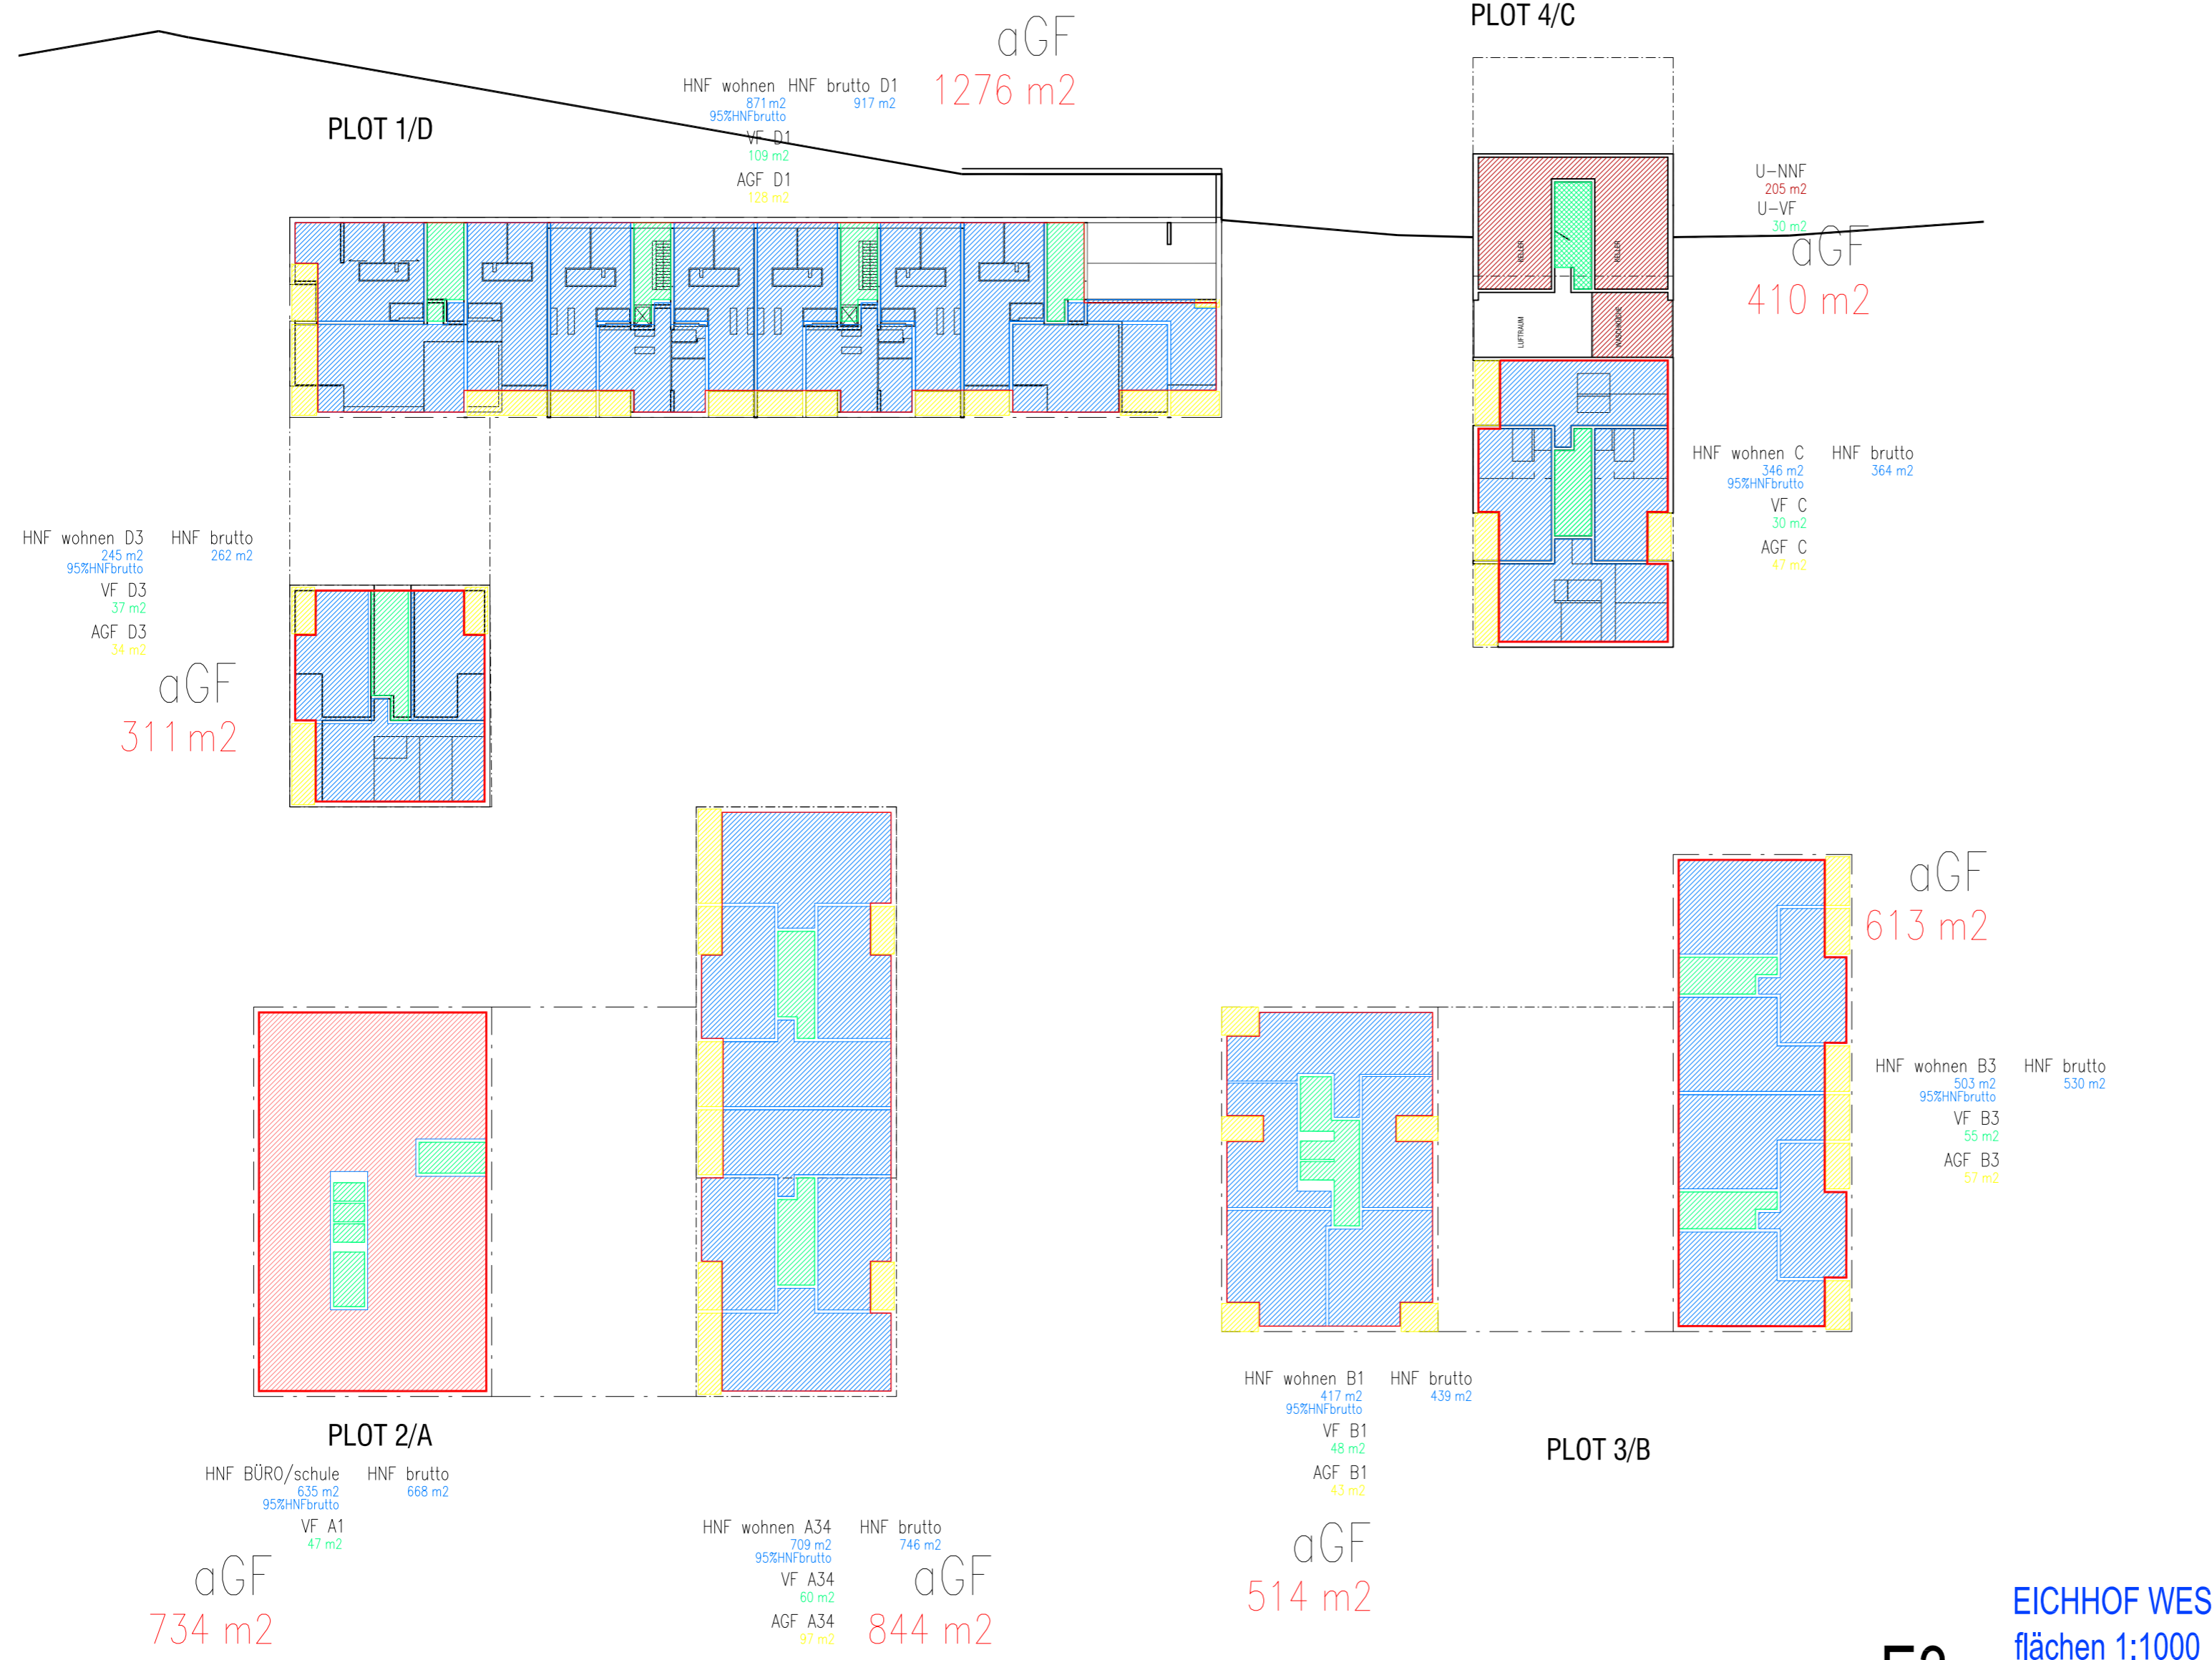 PLOT 4/C
aGF
1276 m2
HNF wohnen HNF brutto D1
871 m2 917 m2
95%HNFbrutto
VF D1
109 m2
AGF D1
128 m2
PLOT 1/D
U-NNF
205 m2
U-VF
30 m2
aGF
410 m2
KELLER
KELLER
LUFTRAUM
WASCHKÜCHE
HNF wohnen C HNF brutto
346 m2 364 m2
95%HNFbrutto
VF C
30 m2
AGF C
47 m2
HNF wohnen D3 HNF brutto
245 m2 262 m2
95%HNFbrutto
VF D3
37 m2
AGF D3
34 m2
aGF
311 m2
aGF
613 m2
HNF wohnen B3 HNF brutto
503 m2 530 m2
95%HNFbrutto
VF B3
55 m2
AGF B3
57 m2
PLOT 2/A
HNF BÜRO/schule HNF brutto
635 m2 668 m2
95%HNFbrutto
VF A1
47 m2
aGF
734 m2
HNF wohnen A34 HNF brutto
709 m2 746 m2
95%HNFbrutto
VF A34
60 m2
AGF A34
97 m2
aGF
844 m2
HNF wohnen B1 HNF brutto
417 m2 439 m2
95%HNFbrutto
VF B1
48 m2
AGF B1
43 m2
aGF
514 m2
PLOT 3/B
EICHHOF WES
flächen 1:1000